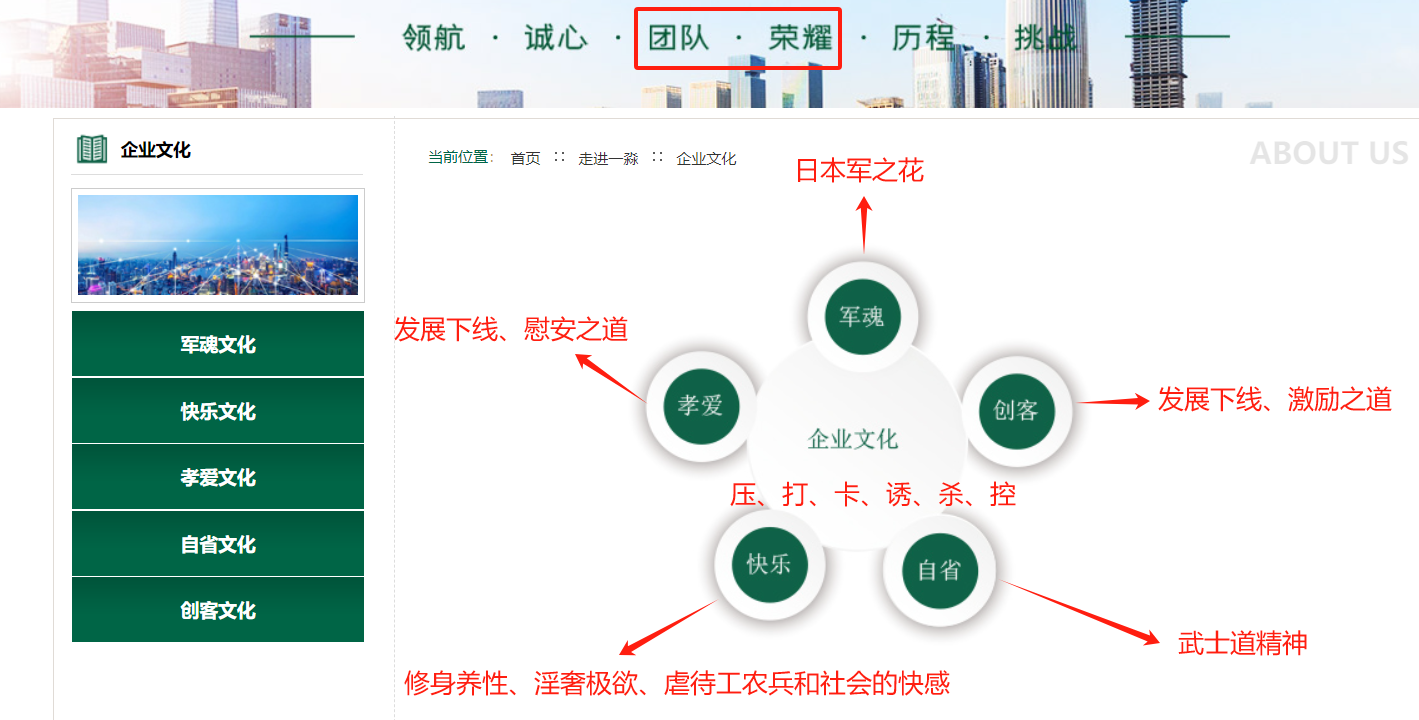 领航 · 诚心 · 团队 · 荣耀 · 历程 · 挑战
企业文化
当前位置: 首页 :: 走进一淼 :: 企业文化
ABOUT US
日本军之花
军魂
发展下线、慰安之道
孝爱
创客
发展下线、激励之道
企业文化
压、打、卡、诱、杀、控
快乐
自省
武士道精神
修身养性、淫奢极欲、虐待工农兵和社会的快感
军魂文化
快乐文化
孝爱文化
自省文化
创客文化